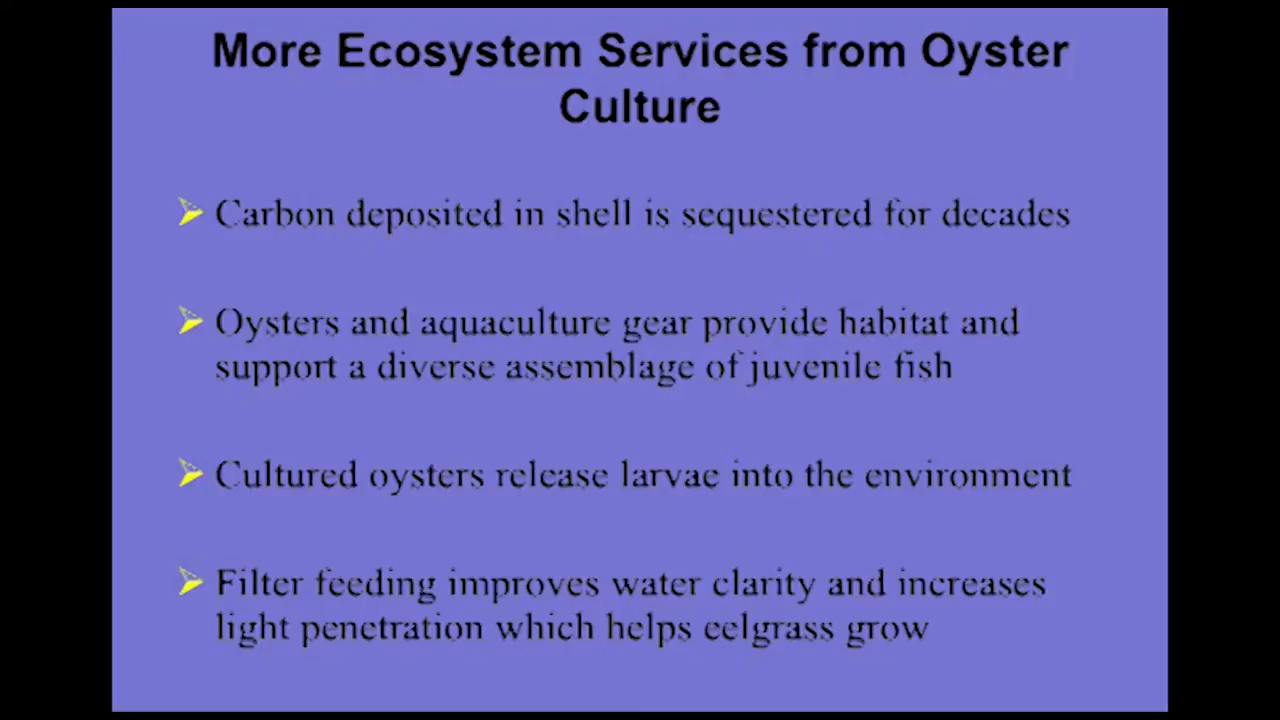 More Ecosystem Services from Oyster
Culture
Carbon deposited in shell is sequestered for decades
Oysters and aquaculture gear provide habitat and
support a diverse assemblage of juvenile fish
Cultured oysters release larvae into the environment
Filter feeding improves water clarity and increases
light penetration which helps eelgrass grow